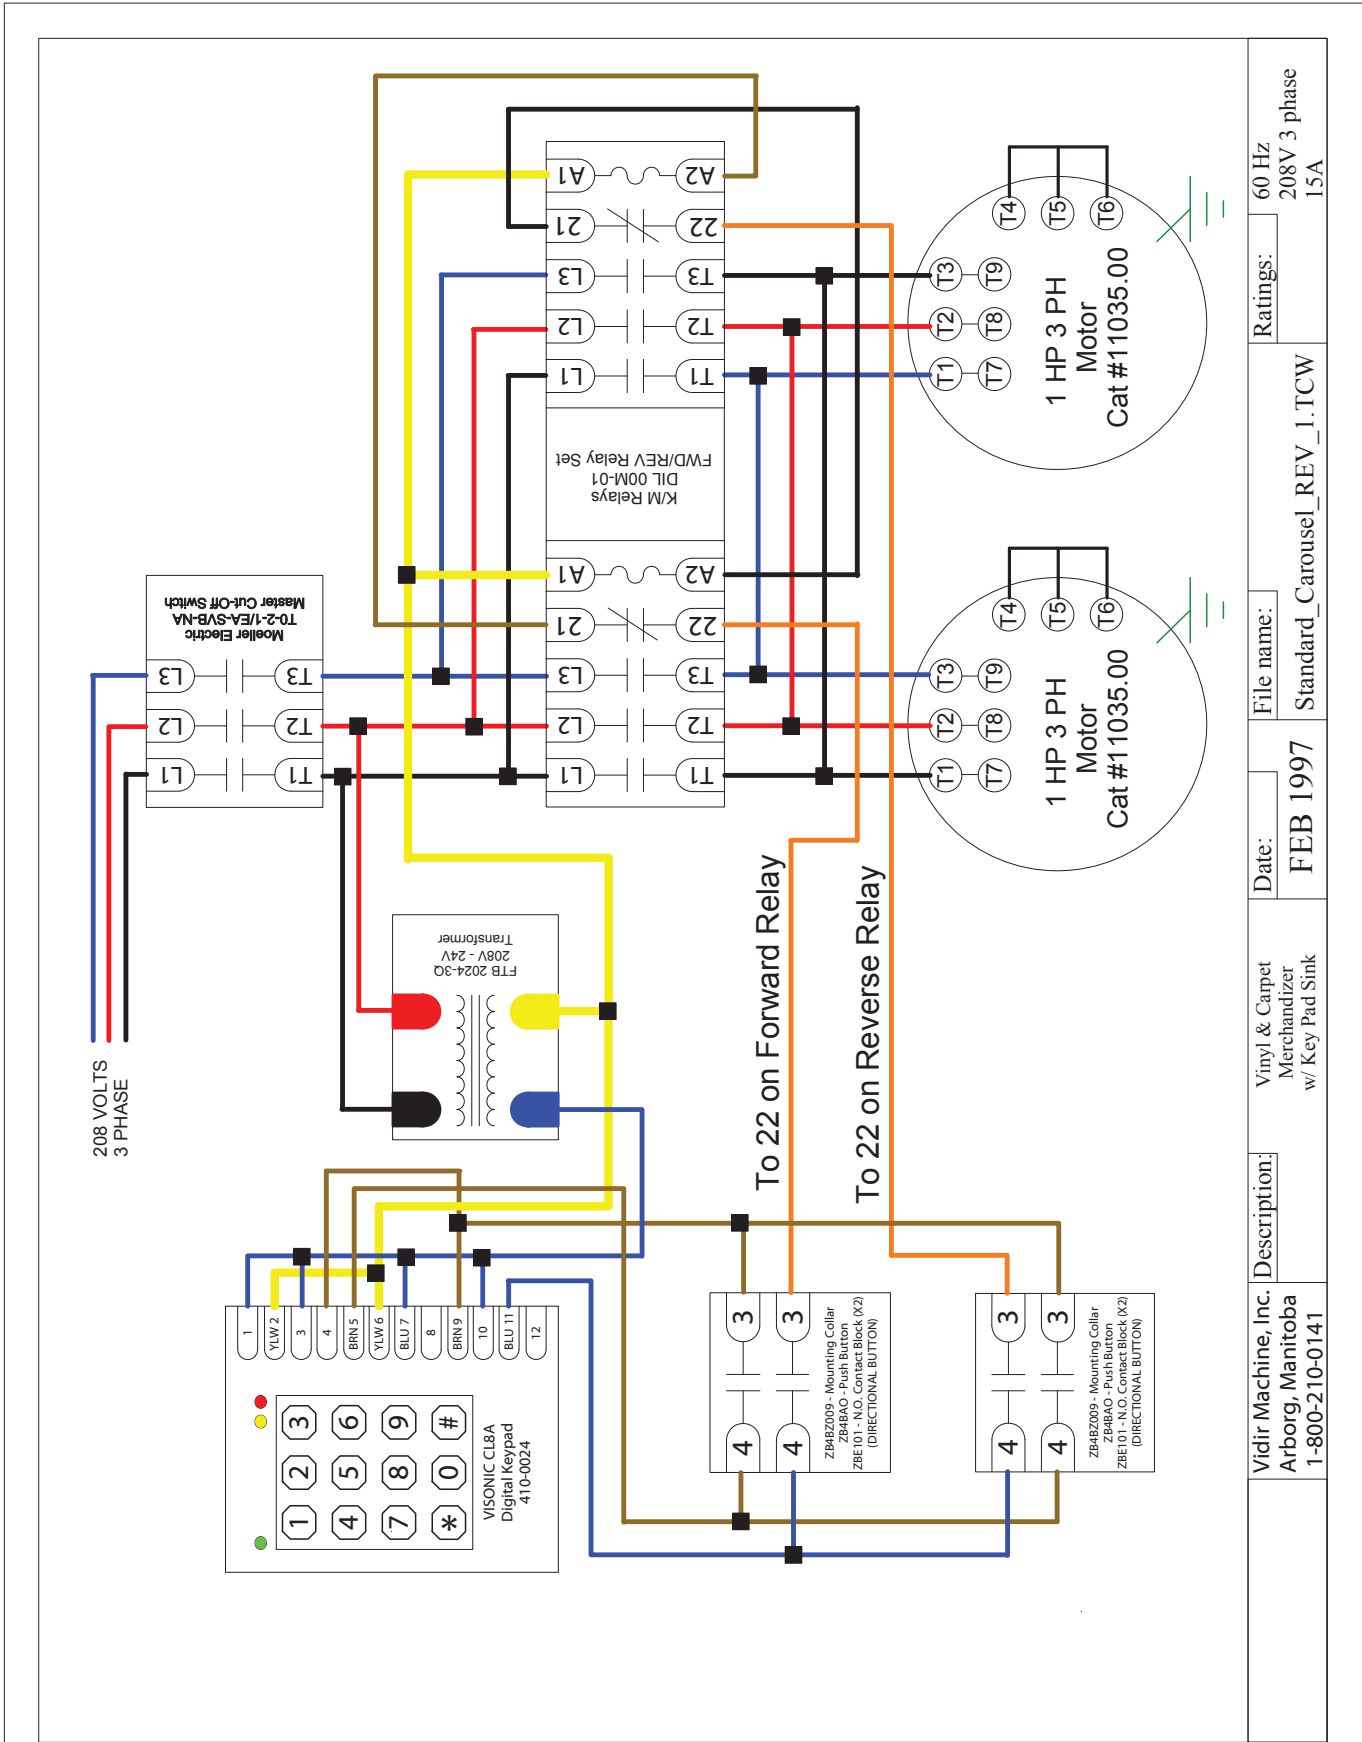 208 VOLTS
3 PHASE
Moeller Electric
T0-2-1/EA-SVB-NA
Master Cut-Off Switch
L1
L2
L3
T1
T2
T3
FTB 2024-3Q
208V - 24V
Transformer
1
YLW 2
3
4
BRN 5
YLW 6
BLU 7
8
BRN 9
10
BLU 11
12
1 2 3
4 5 6
7 8 9
* 0 #
VISONIC CL8A
Digital Keypad
410-0024
L1
L2
L3
21
A1
T1
T2
T3
22
A2
K/M Relays
DIL 00M-01
FWD/REV Relay Set
L1
L2
L3
21
A1
T1
T2
T3
22
A2
To 22 on Forward Relay
To 22 on Reverse Relay
4 3
4 3
ZB4BZ009 - Mounting Collar
ZB4BAO - Push Button
ZBE101 - N.O. Contact Block (X2)
(DIRECTIONAL BUTTON)
4 3
4 3
ZB4BZ009 - Mounting Collar
ZB4BAO - Push Button
ZBE101 - N.O. Contact Block (X2)
(DIRECTIONAL BUTTON)
T1 T2 T3
T7 T8 T9
T4
T5
T6
1 HP 3 PH
Motor
Cat #11035.00
T1 T2 T3
T7 T8 T9
T4
T5
T6
1 HP 3 PH
Motor
Cat #11035.00
Vidir Machine, Inc.
Arborg, Manitoba
1-800-210-0141
Description:
Vinyl & Carpet
Merchandizer
w/ Key Pad Sink
Date:
FEB 1997
File name:
Standard_Carousel_REV_1.TCW
Ratings:
60 Hz
208V 3 phase
15A